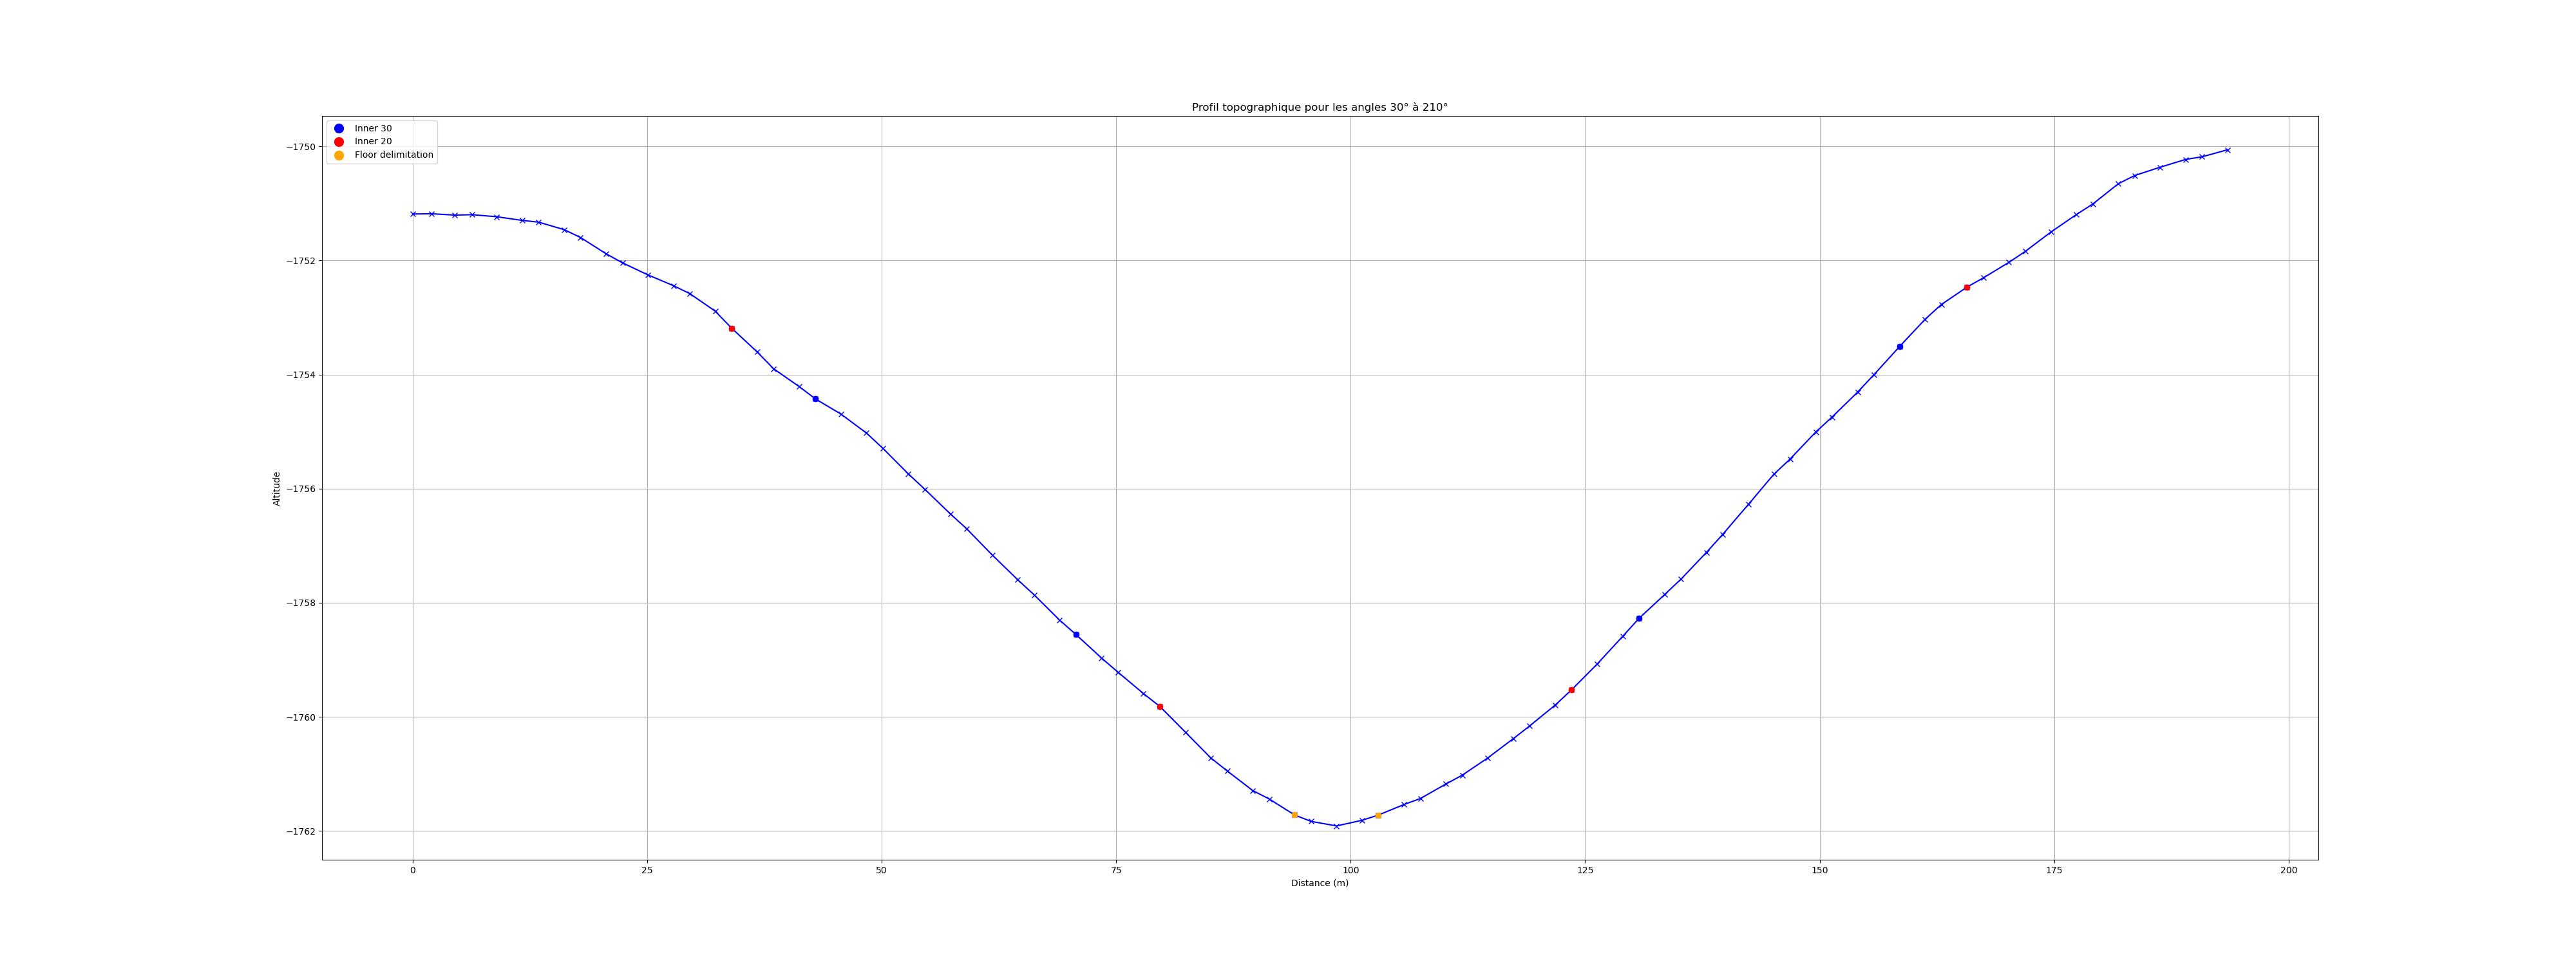 Profil topographique pour les angles 30° à 210°
Inner 30
Inner 20
Floor delimitation
−1750
−1752
−1754
−1756
−1758
−1760
−1762
Altitude
0 25 50 75 100 125 150 175 200
Distance (m)